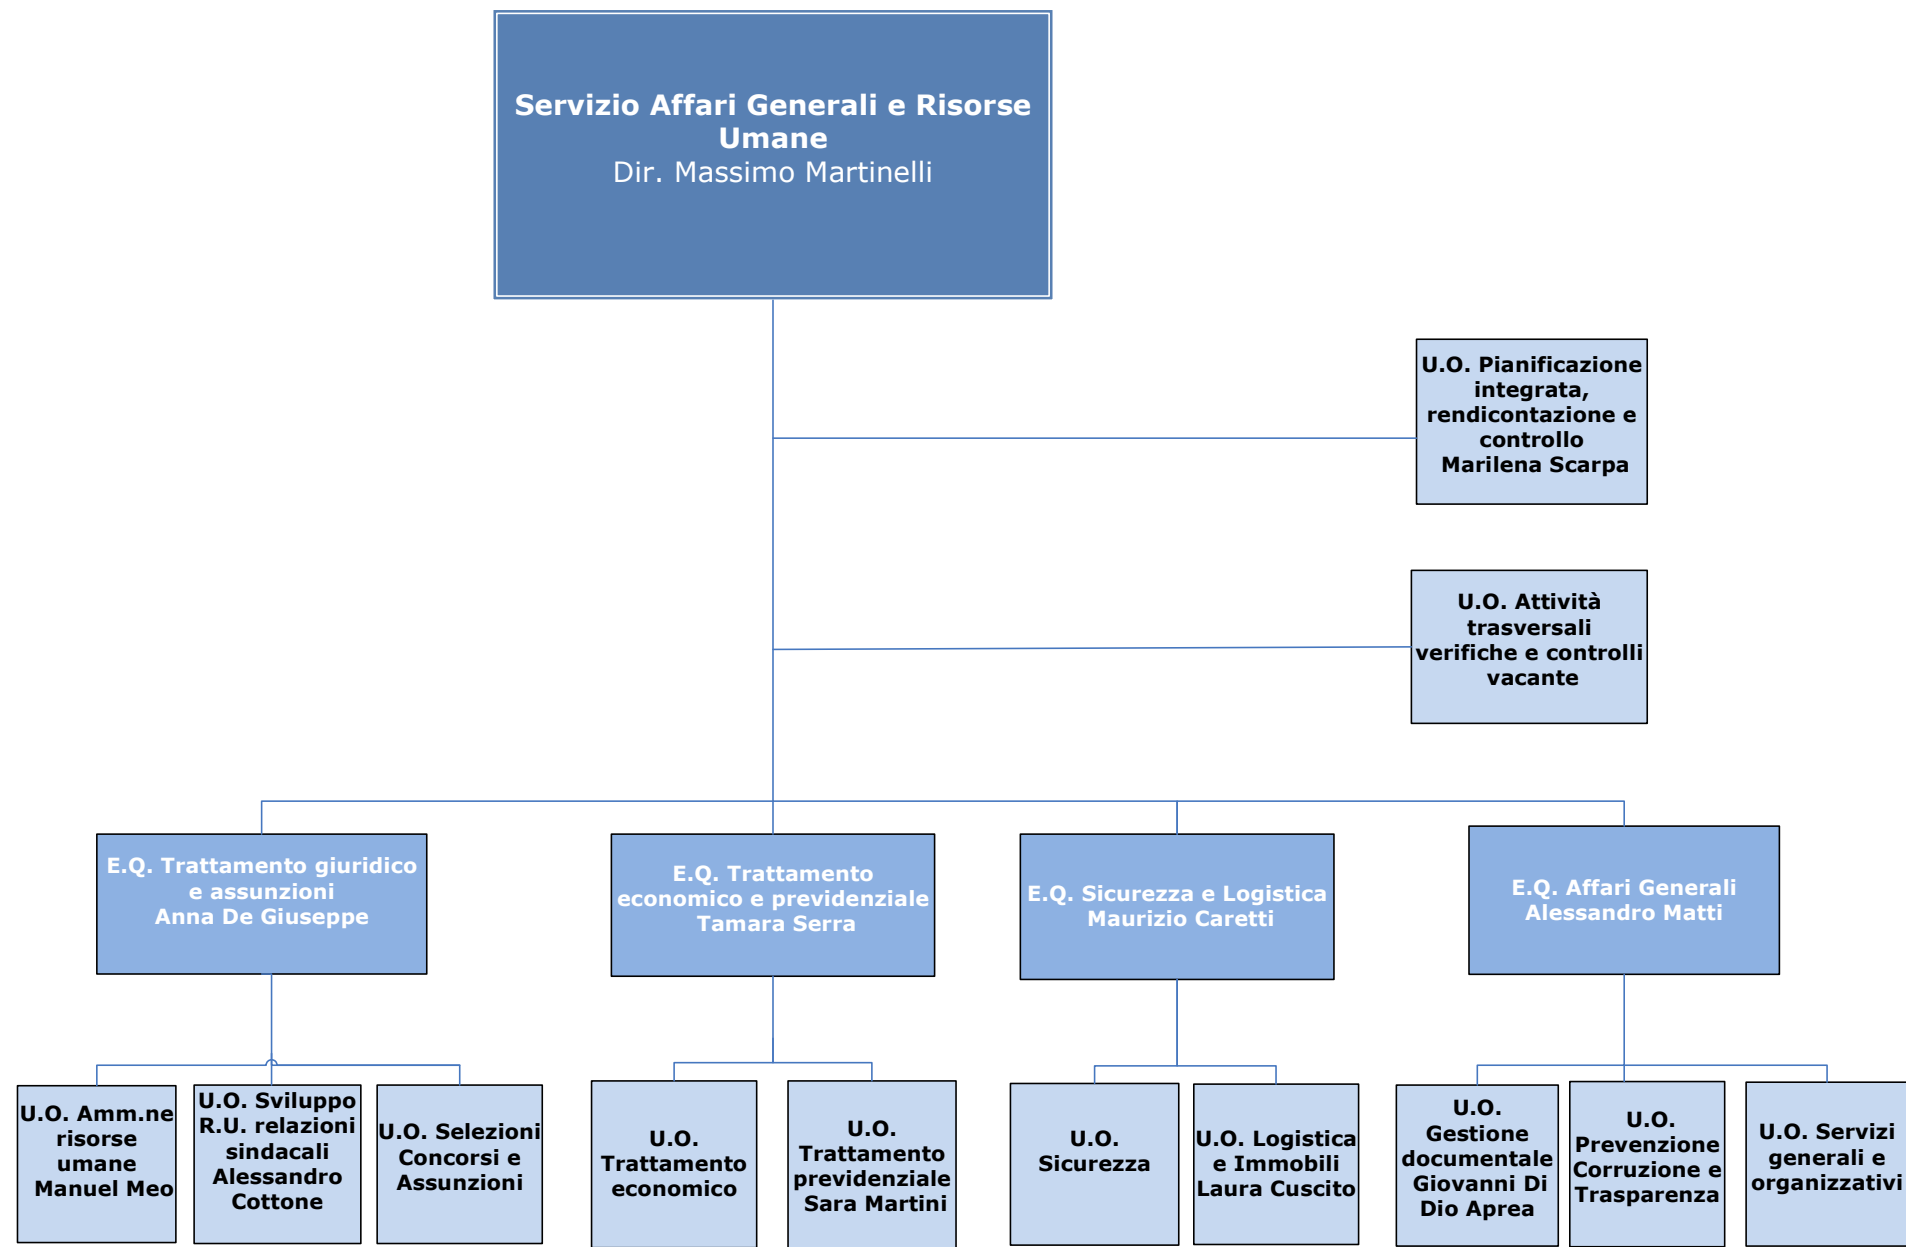 Servizio Affari Generali e Risorse
Umane
Dir. Massimo Martinelli
U.O. Pianificazione
integrata,
rendicontazione e
controllo
Marilena Scarpa
U.O. Attività
trasversali
verifiche e controlli
vacante
E.Q. Trattamento giuridico
e assunzioni
Anna De Giuseppe
E.Q. Trattamento
economico e previdenziale
Tamara Serra
E.Q. Sicurezza e Logistica
Maurizio Caretti
E.Q. Affari Generali
Alessandro Matti
U.O. Amm.ne
risorse
umane
Manuel Meo
U.O. Sviluppo
R.U. relazioni
sindacali
Alessandro
Cottone
U.O. Selezioni
Concorsi e
Assunzioni
U.O.
Trattamento
economico
U.O.
Trattamento
previdenziale
Sara Martini
U.O.
Sicurezza
U.O. Logistica
e Immobili
Laura Cuscito
U.O.
Gestione
documentale
Giovanni Di
Dio Aprea
U.O.
Prevenzione
Corruzione e
Trasparenza
U.O. Servizi
generali e
organizzativi